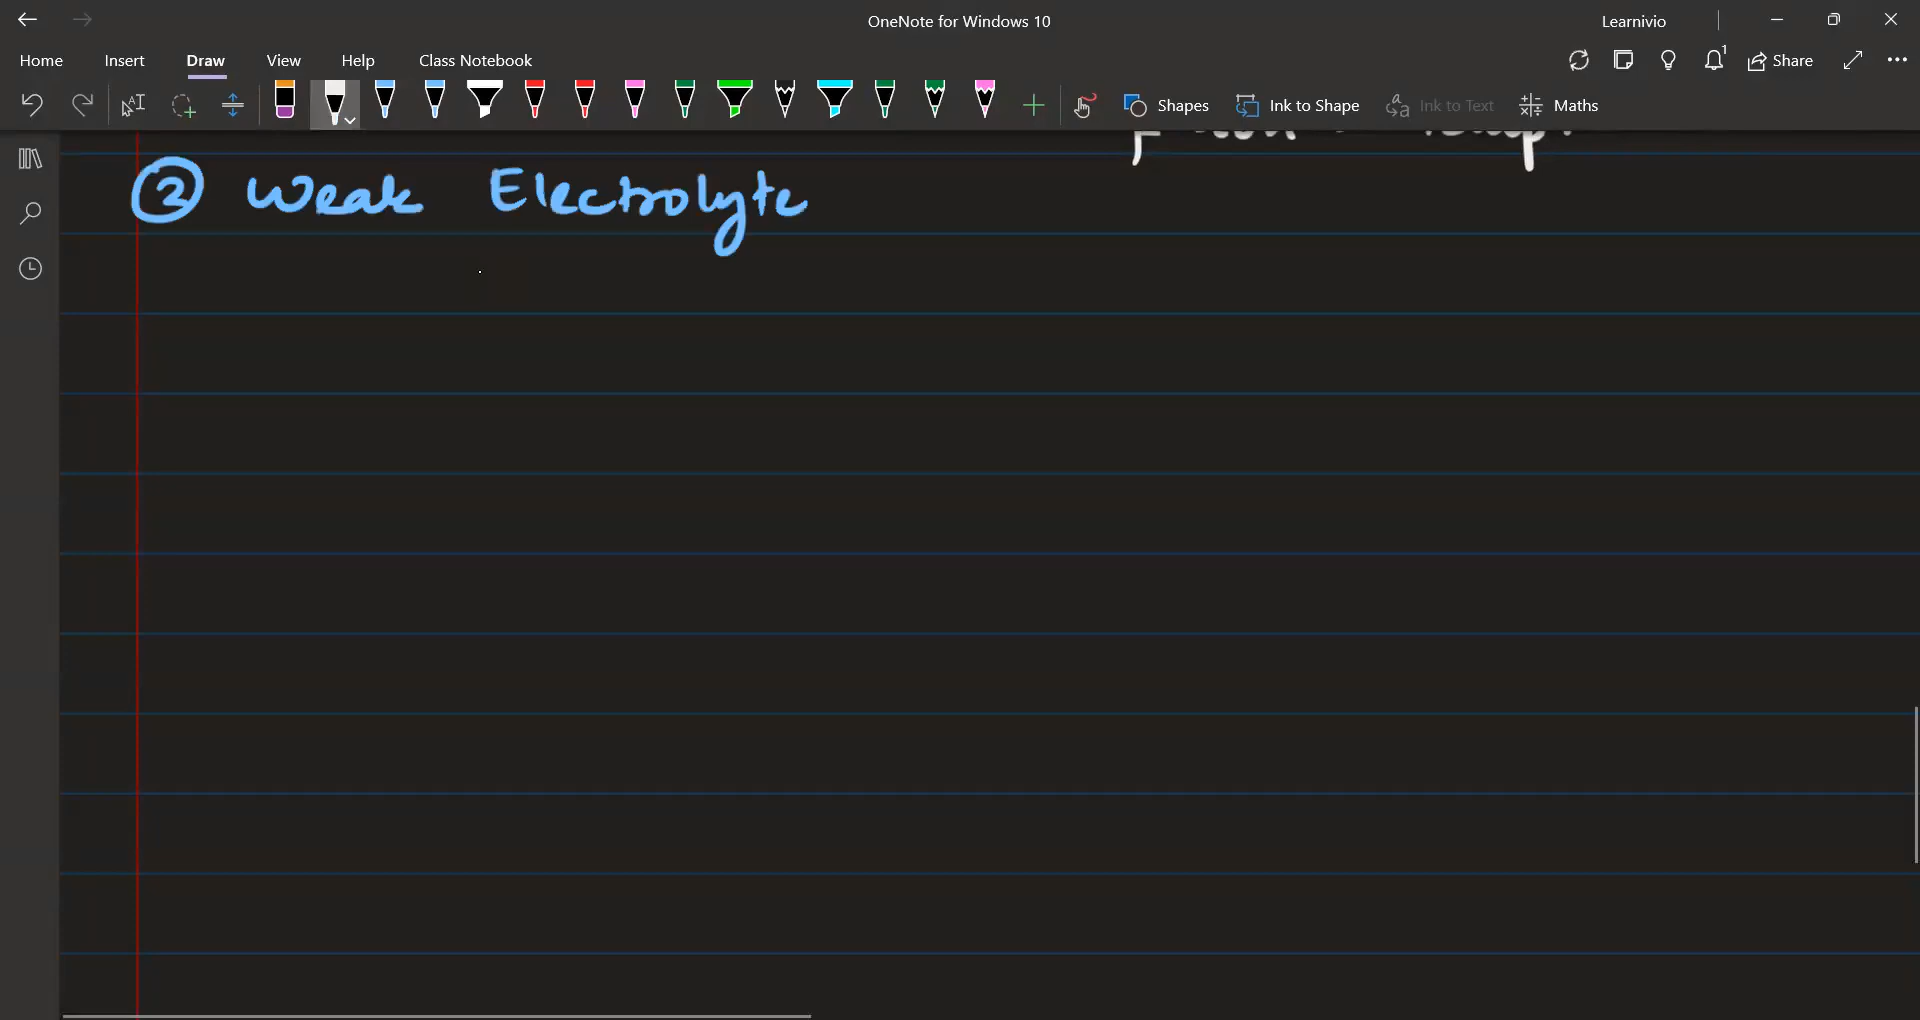 OneNote for Windows 10
Learnivio
Home Insert Draw View Help Class Notebook
1 Share
Shapes Ink to Shape Ink to Text Maths
② Weak Electrolyte